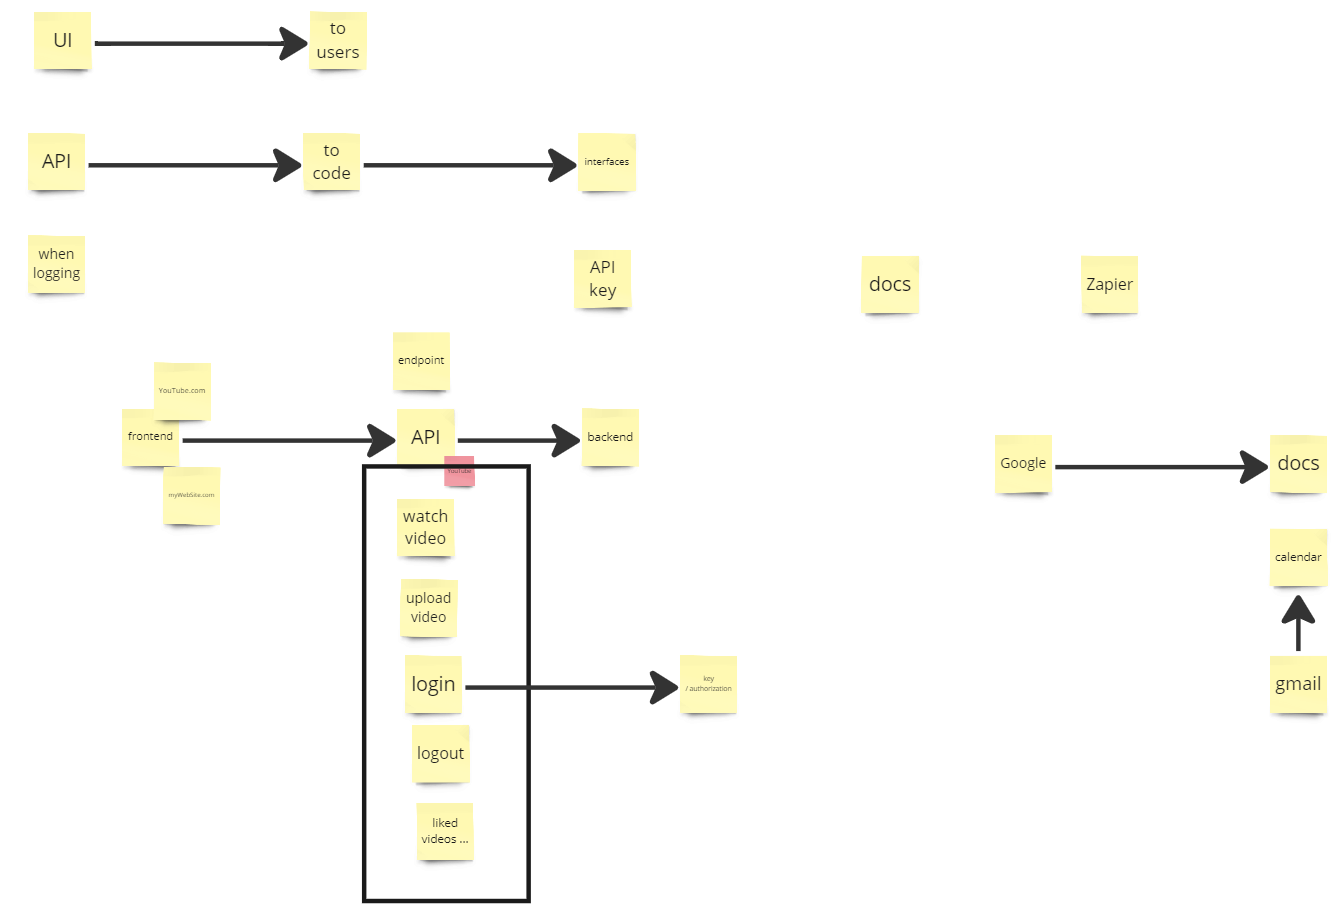 UI
to
users
API
to
code
interfaces
when
logging
API
key
docs
Zapier
endpoint
YouTube.com
frontend
API
backend
YouTube
myWebSite.com
Google
docs
watch
video
calendar
upload
video
login
key
/ authorization
gmail
logout
liked
videos ...